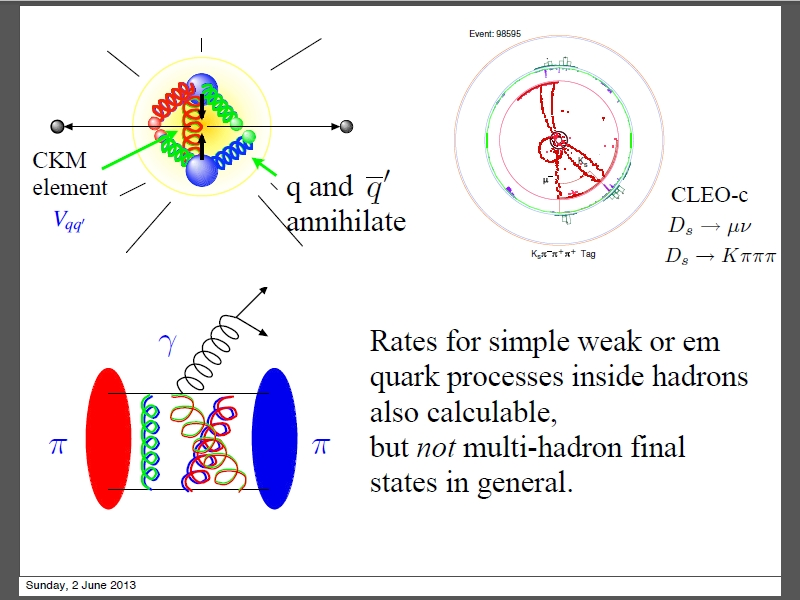 Event: 98595
CKM
element
V_{qq'}
q and q̅′
annihilate
K_s
μ⁻
K_sπ⁻π⁺π⁺ Tag
CLEO-c
D_s → μν
D_s → Kπππ
γ
π
π
Rates for simple weak or em
quark processes inside hadrons
also calculable,
but not multi-hadron final
states in general.
Sunday, 2 June 2013